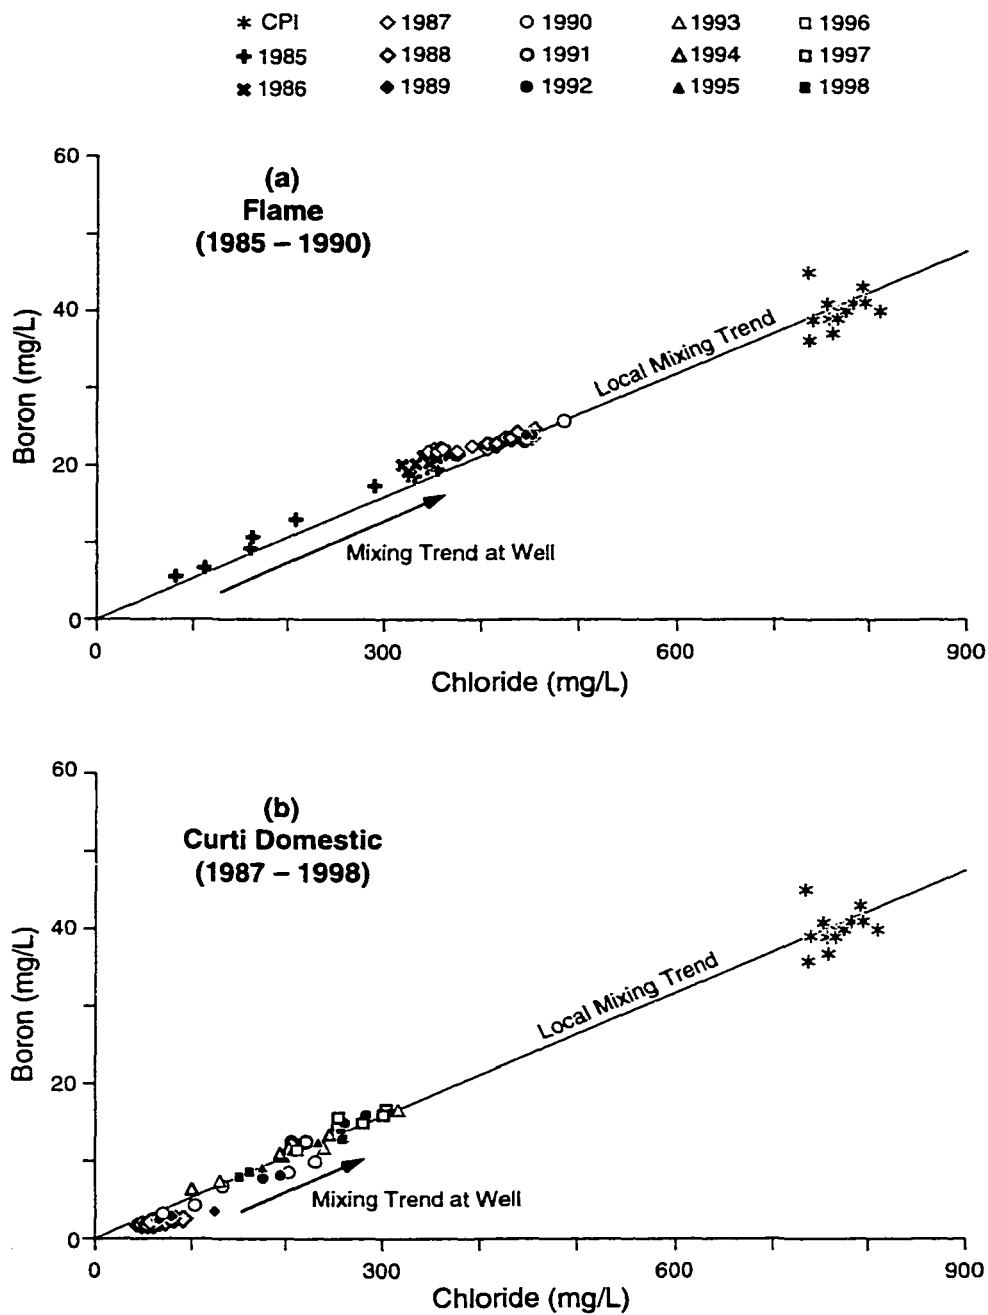 CPI 1987 1990 1993 1996
1985 1988 1991 1994 1997
1986 1989 1992 1995 1998
60
(a)
Flame
(1985 – 1990)
40
Local Mixing Trend
Boron (mg/L)
20
Mixing Trend at Well
0
0 300 600 900
Chloride (mg/L)
60
(b)
Curti Domestic
(1987 – 1998)
40
Local Mixing Trend
Boron (mg/L)
20
Mixing Trend at Well
0
0 300 600 900
Chloride (mg/L)